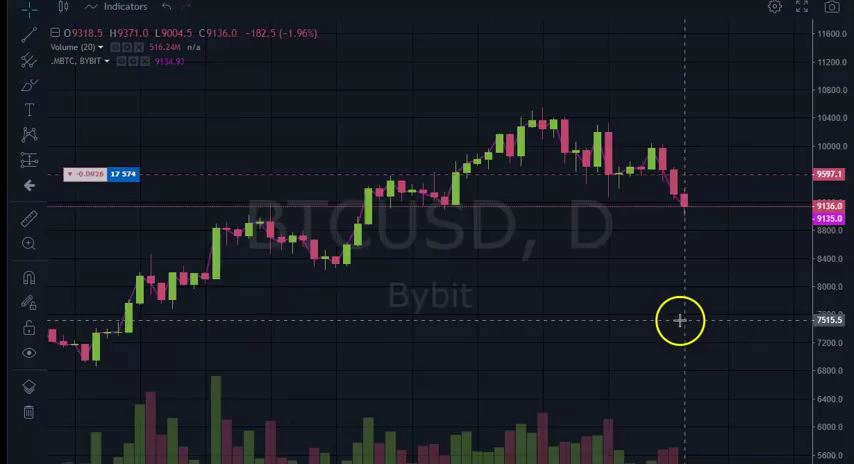 Indicators
O9318.5 H9371.0 L9004.5 C9136.0 -182.5 (-1.96%)
Volume (20) 516.24M n/a
.MBTC, BYBIT 9134.93
-0.0928 17 574
BTCUSD, D
Bybit
11600.0
11200.0
10800.0
10400.0
10000.0
9597.1
9136.0
9135.0
8800.0
8400.0
8000.0
7515.5
7200.0
6800.0
6400.0
6000.0
5600.0